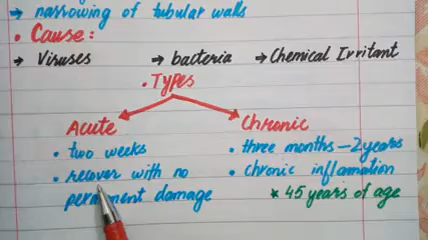 → narrowing of tubular walls
• Cause:
→ Viruses → bacteria → Chemical Irritant
• Types
Acute Chronic
• two weeks • three months – 2 years
• recover with no • chronic inflamation
permanent damage * 45 years of age